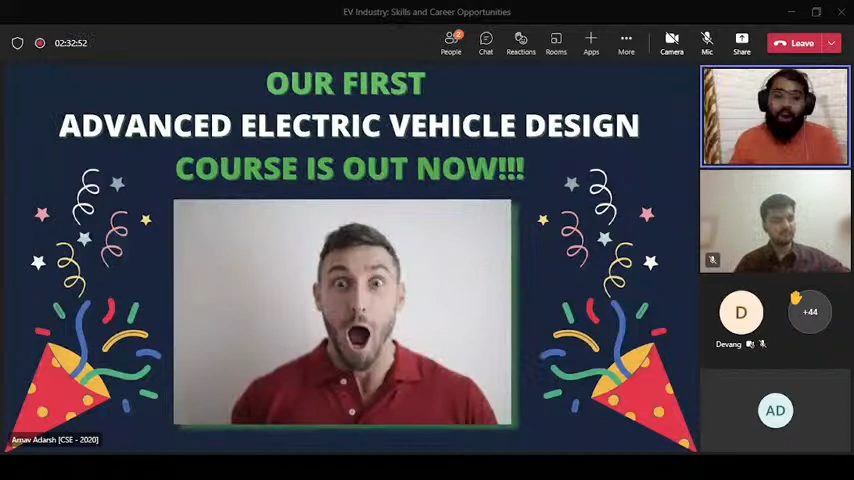 EV Industry: Skills and Career Opportunities
02:32:52
People
2
Chat
Reactions
Rooms
Apps
More
Camera
Mic
Share
Leave
OUR FIRST
ADVANCED ELECTRIC VEHICLE DESIGN
COURSE IS OUT NOW!!!
D
+44
Devang
AD
Arnav Adarsh [CSE - 2020]